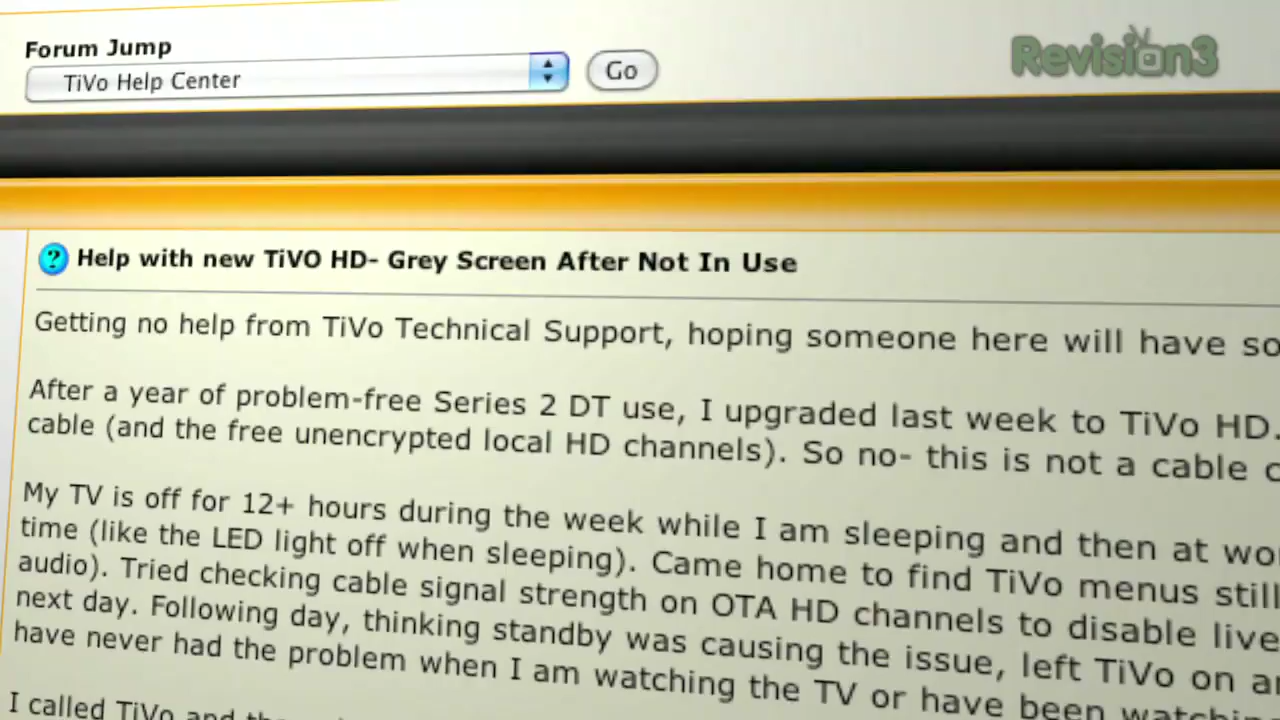 Forum Jump
TiVo Help Center
Go
Revision3
Help with new TiVO HD- Grey Screen After Not In Use
Getting no help from TiVo Technical Support, hoping someone here will have so
After a year of problem-free Series 2 DT use, I upgraded last week to TiVo HD.
cable (and the free unencrypted local HD channels). So no- this is not a cable c
My TV is off for 12+ hours during the week while I am sleeping and then at wo
time (like the LED light off when sleeping). Came home to find TiVo menus still
audio). Tried checking cable signal strength on OTA HD channels to disable live
next day. Following day, thinking standby was causing the issue, left TiVo on a
have never had the problem when I am watching the TV or have been watchin
I called TiVo and